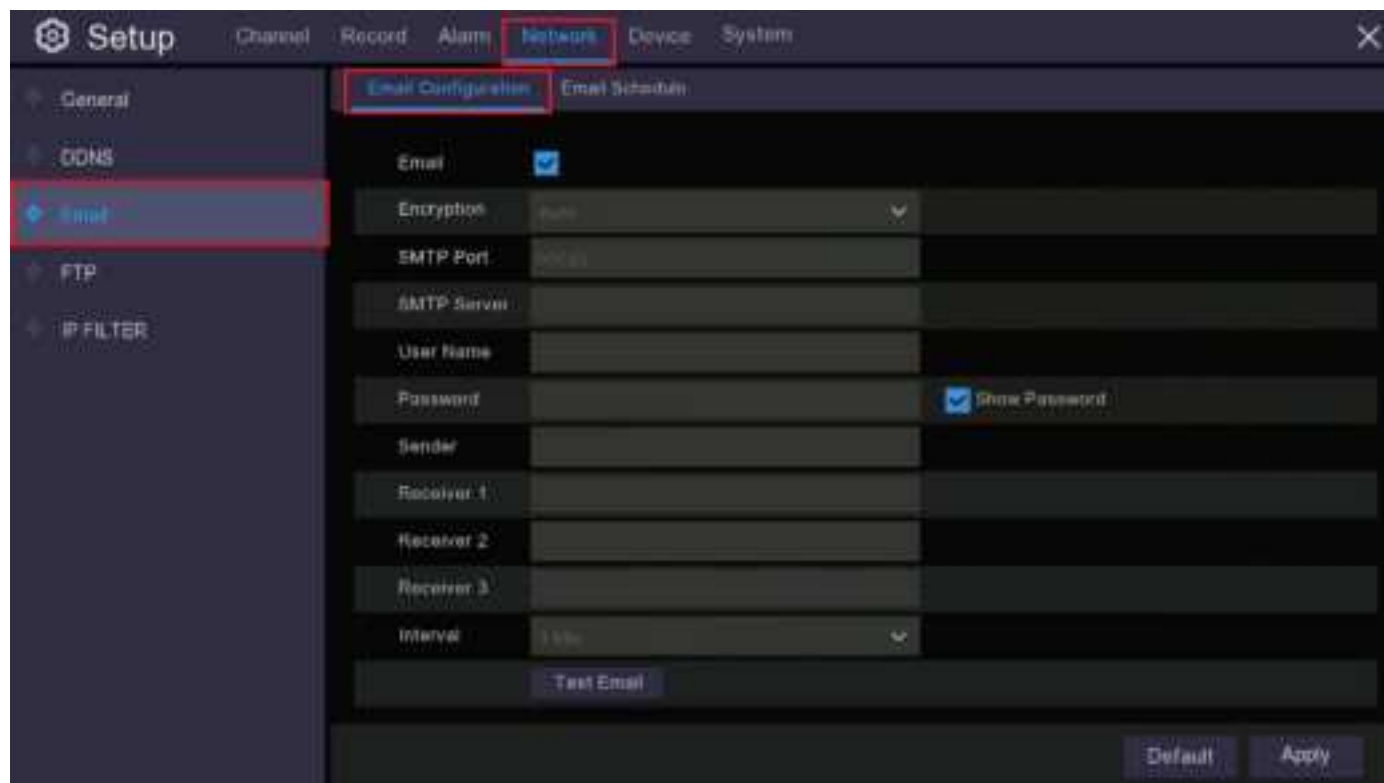 Setup Channel Record Alarm Network Device System
Email Configuration Email Schedule
General
DDNS
Email
FTP
IP FILTER
Email
Encryption Auto
SMTP Port
SMTP Server
User Name
Password Show Password
Sender
Receiver 1
Receiver 2
Receiver 3
Interval
Test Email
Default Apply